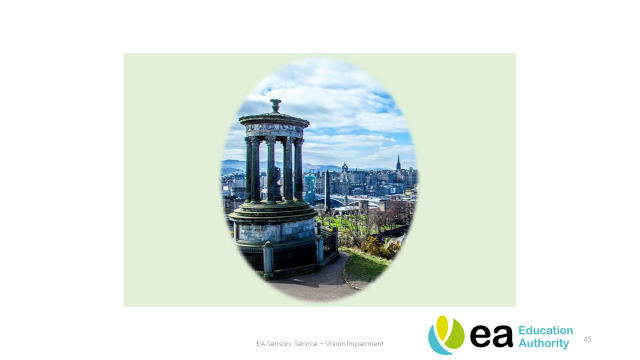 EA Sensory Service – Vision Impairment
ea Education
Authority
45